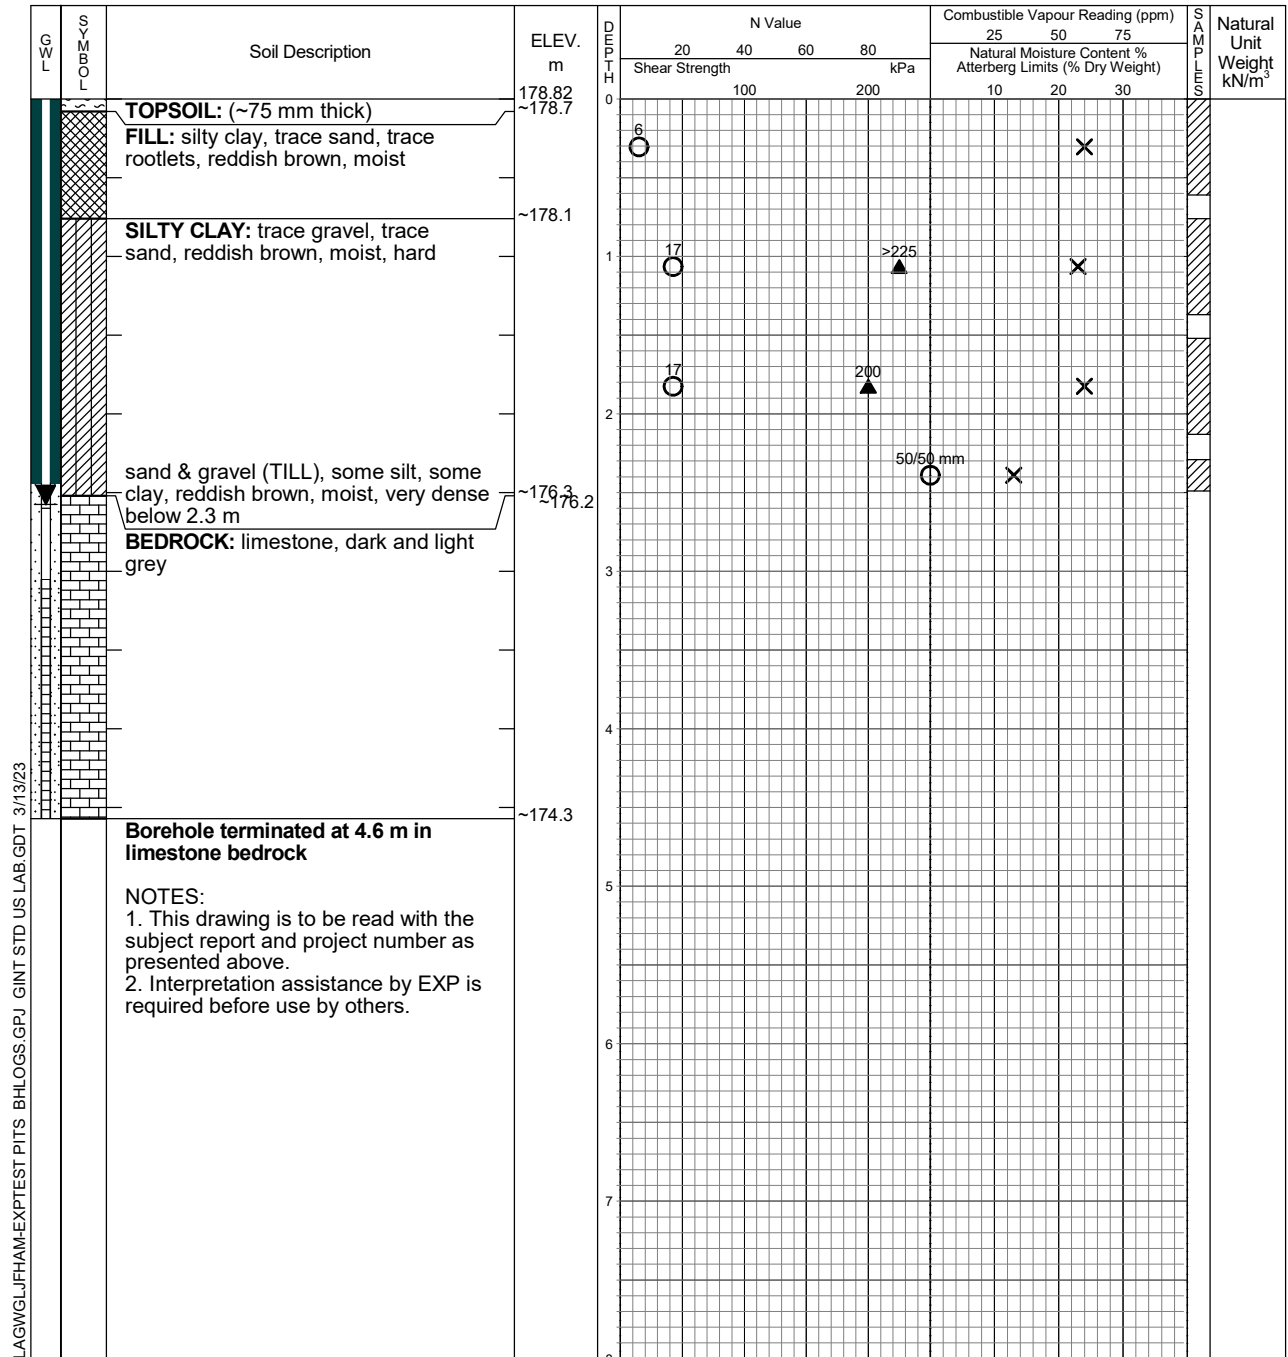 GWL
SYMBOL
Soil Description
ELEV.
m
DEPTH
N Value
20 40 60 80
Shear Strength kPa
100 200
Combustible Vapour Reading (ppm)
25 50 75
Natural Moisture Content %
Atterberg Limits (% Dry Weight)
10 20 30
SAMPLES
Natural
Unit
Weight
kN/m³
178.82
0
TOPSOIL: (~75 mm thick)
~178.7
FILL: silty clay, trace sand, trace
rootlets, reddish brown, moist
6
~178.1
SILTY CLAY: trace gravel, trace
sand, reddish brown, moist, hard
17
>225
1
17
200
2
50/50 mm
sand & gravel (TILL), some silt, some
clay, reddish brown, moist, very dense
below 2.3 m
~176.3
~176.2
BEDROCK: limestone, dark and light
grey
3
4
~174.3
Borehole terminated at 4.6 m in
limestone bedrock
5
NOTES:
1. This drawing is to be read with the
subject report and project number as
presented above.
2. Interpretation assistance by EXP is
required before use by others.
6
7
LAGWGLJFHAM-EXPTEST PITS BHLOGS.GPJ GINT STD US LAB.GDT 3/13/23